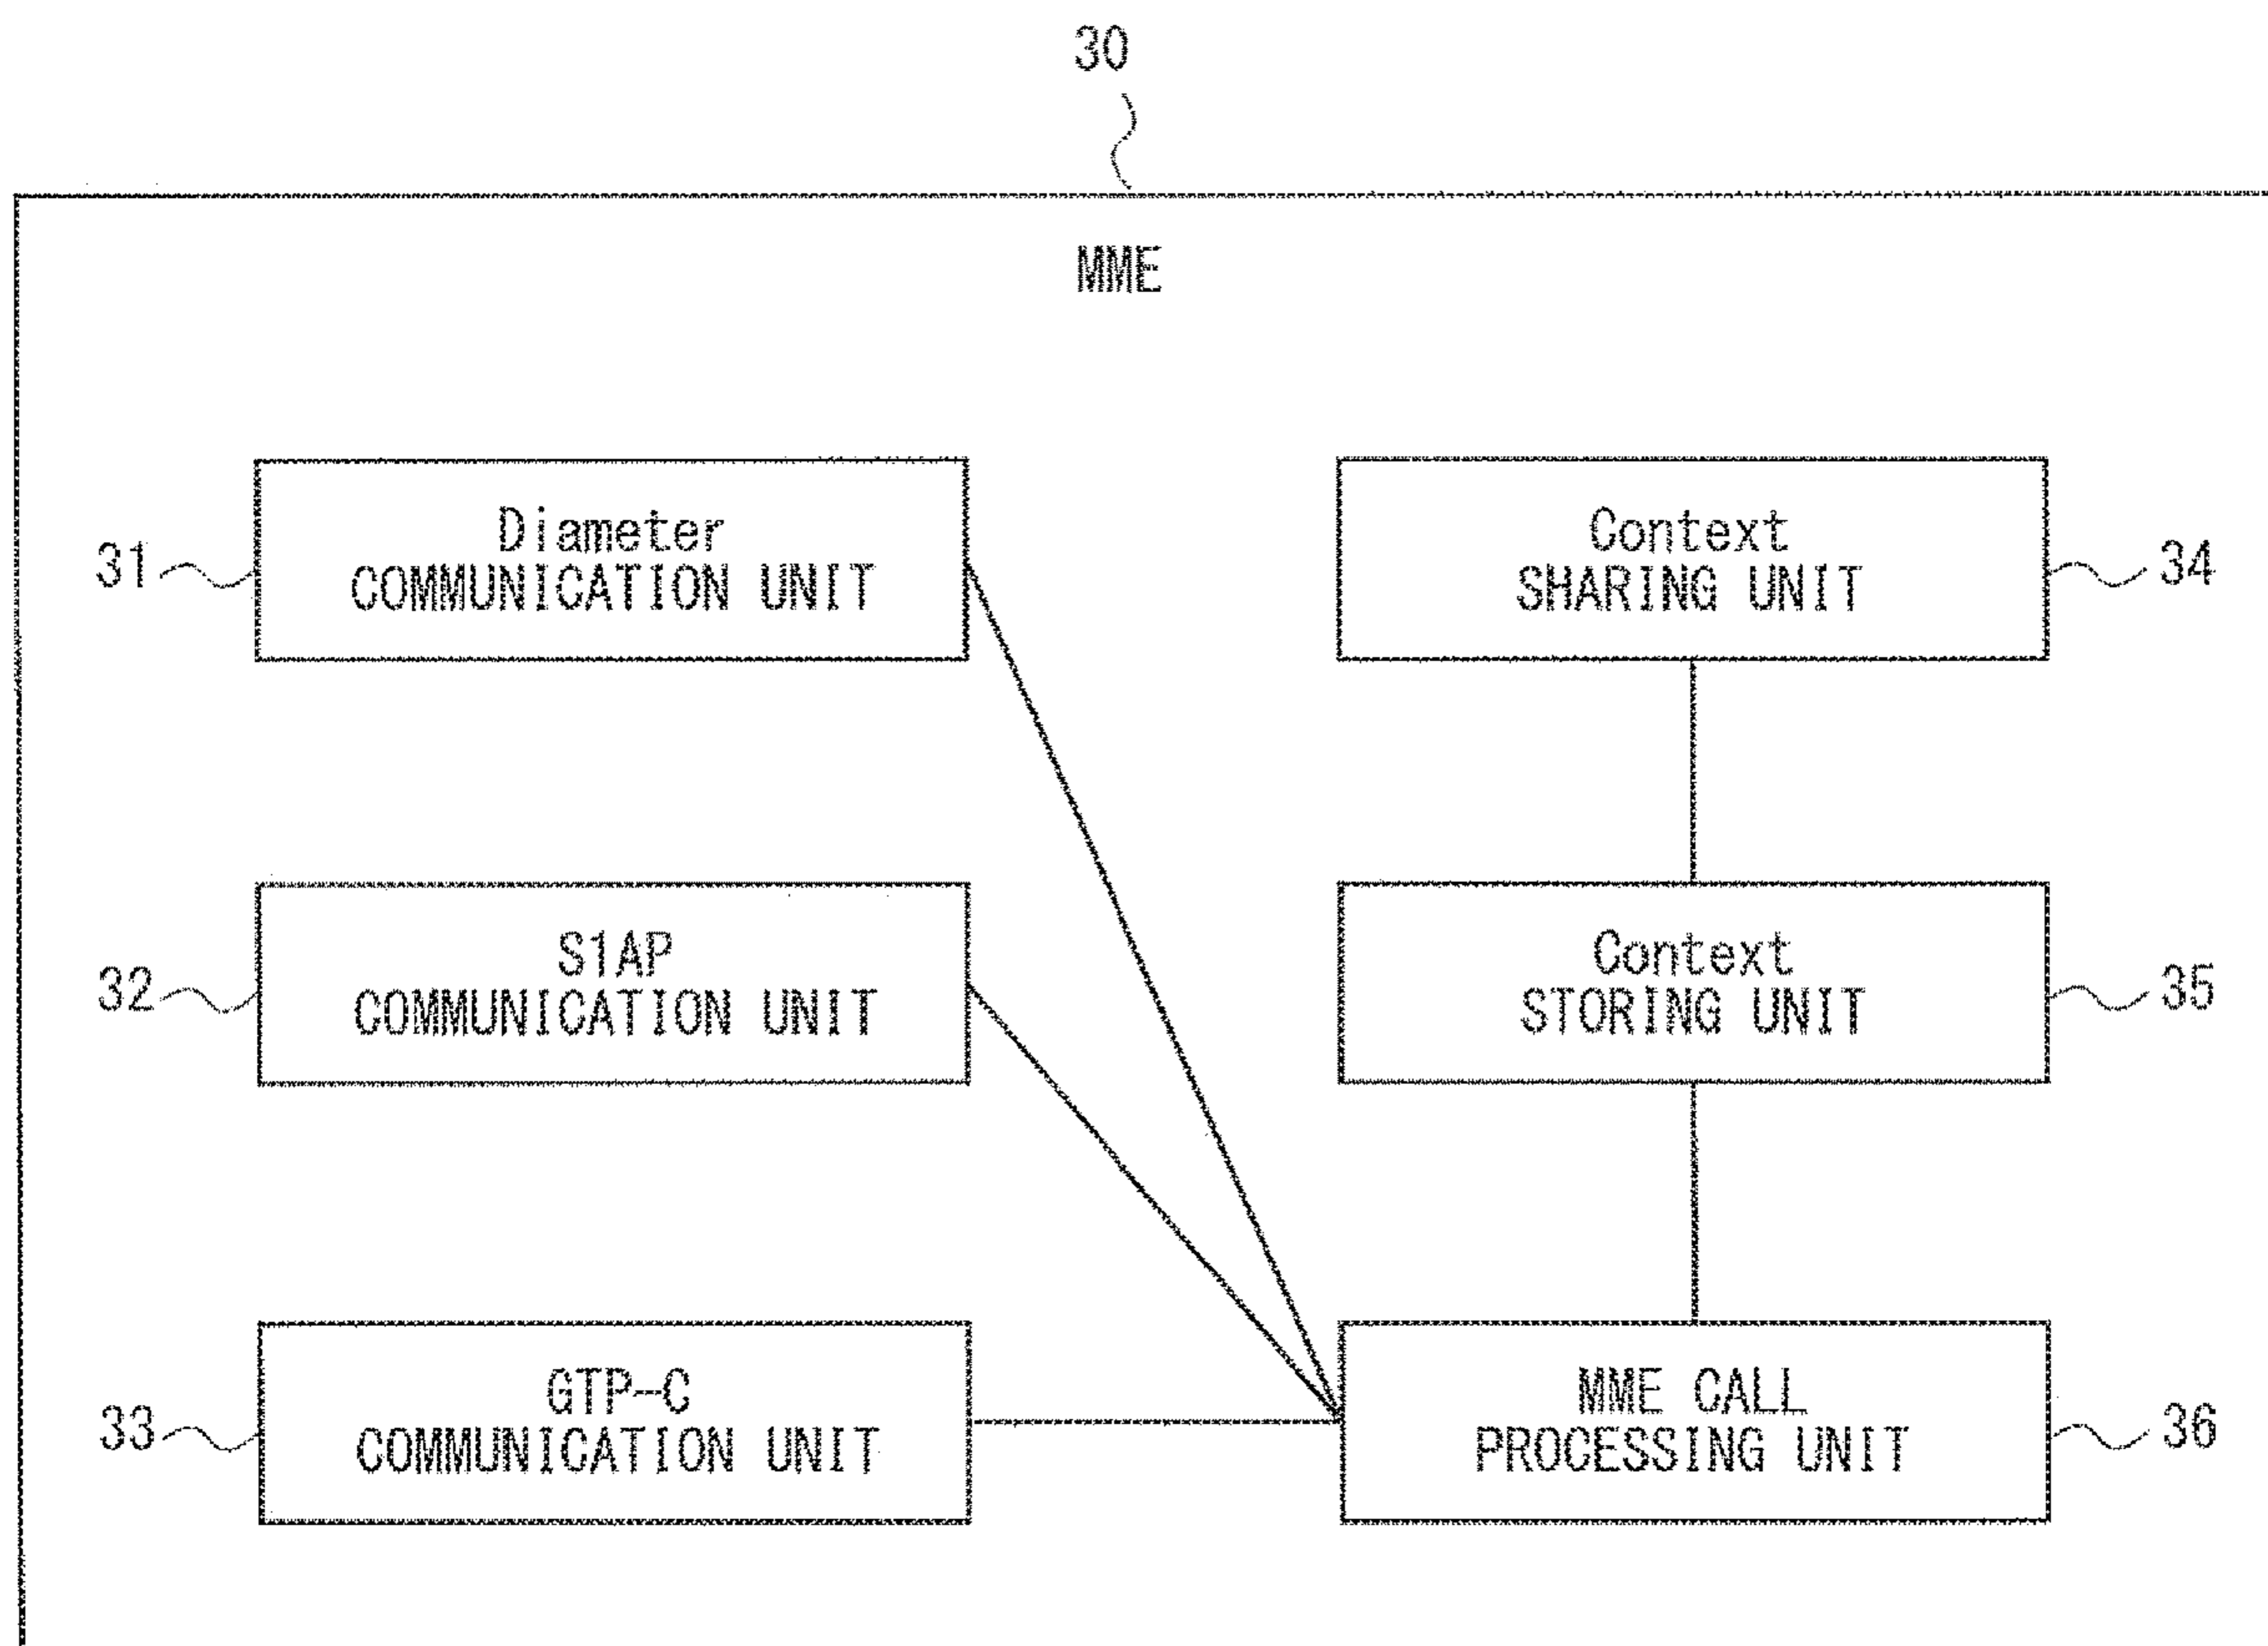 30
MME
31
Diameter
COMMUNICATION UNIT
Context
SHARING UNIT
34
32
S1AP
COMMUNICATION UNIT
Context
STORING UNIT
35
33
GTP-C
COMMUNICATION UNIT
MME CALL
PROCESSING UNIT
36